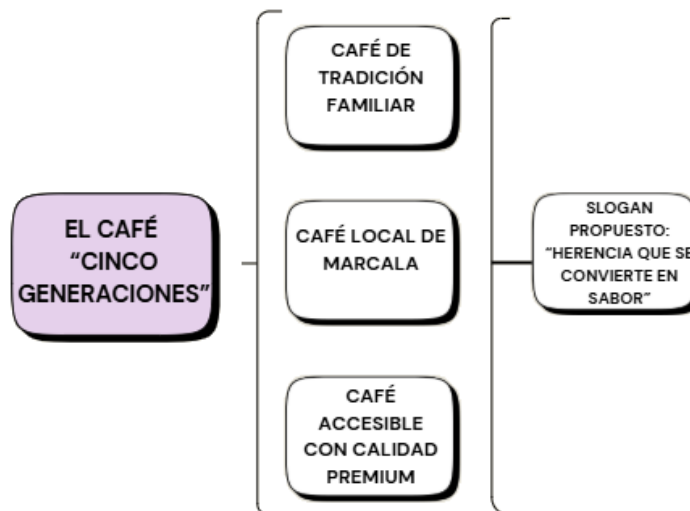 EL CAFÉ
“CINCO
GENERACIONES”
CAFÉ DE
TRADICIÓN
FAMILIAR
CAFÉ LOCAL DE
MARCALA
CAFÉ
ACCESIBLE
CON CALIDAD
PREMIUM
SLOGAN
PROPUESTO:
“HERENCIA QUE SE
CONVIERTE EN
SABOR”